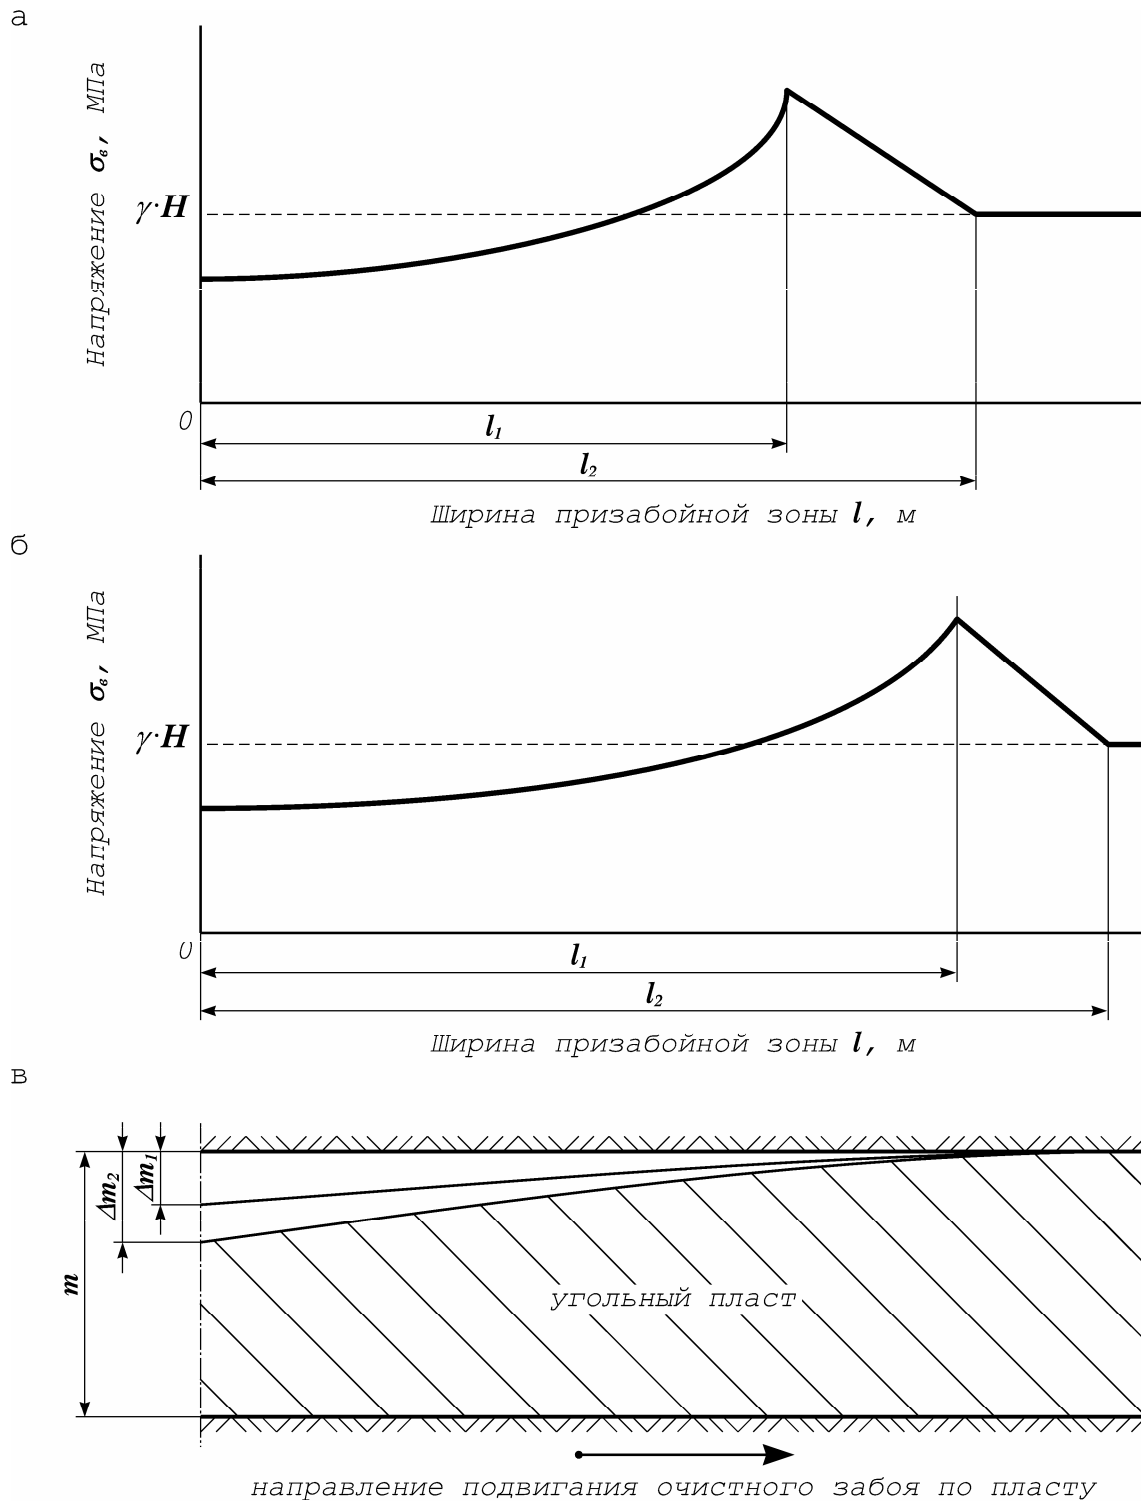 а
Напряжение σв, МПа
γ·H
0
l1
l2
Ширина призабойной зоны l, м
б
Напряжение σв, МПа
γ·H
0
l1
l2
Ширина призабойной зоны l, м
в
Δm1
Δm2
m
угольный пласт
направление подвигания очистного забоя по пласту